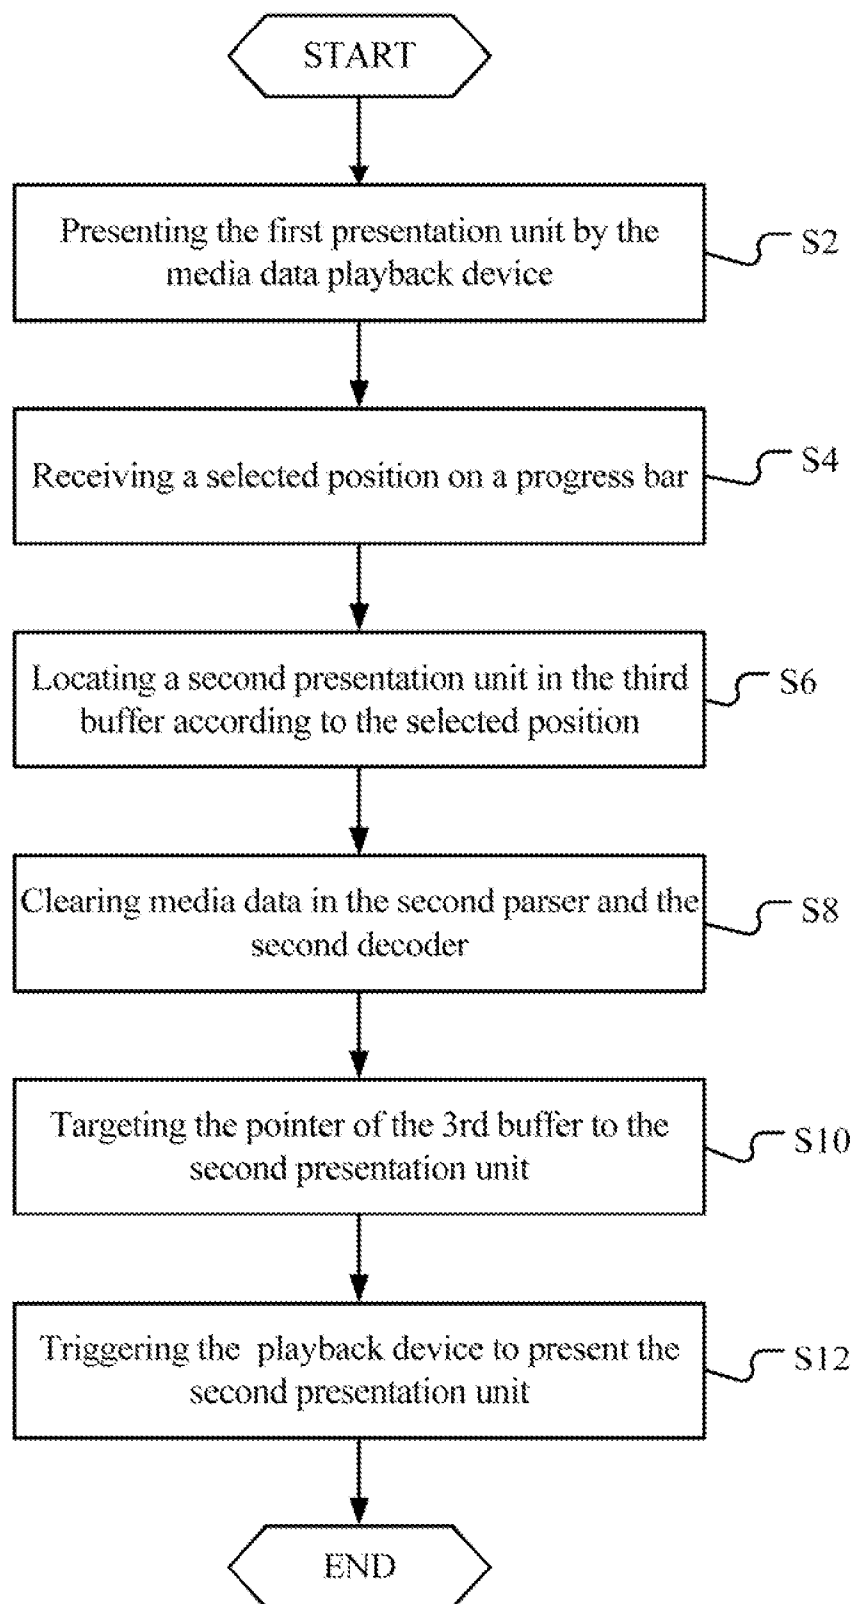 START
Presenting the first presentation unit by the
media data playback device
S2
Receiving a selected position on a progress bar
S4
Locating a second presentation unit in the third
buffer according to the selected position
S6
Clearing media data in the second parser and the
second decoder
S8
Targeting the pointer of the 3rd buffer to the
second presentation unit
S10
Triggering the playback device to present the
second presentation unit
S12
END